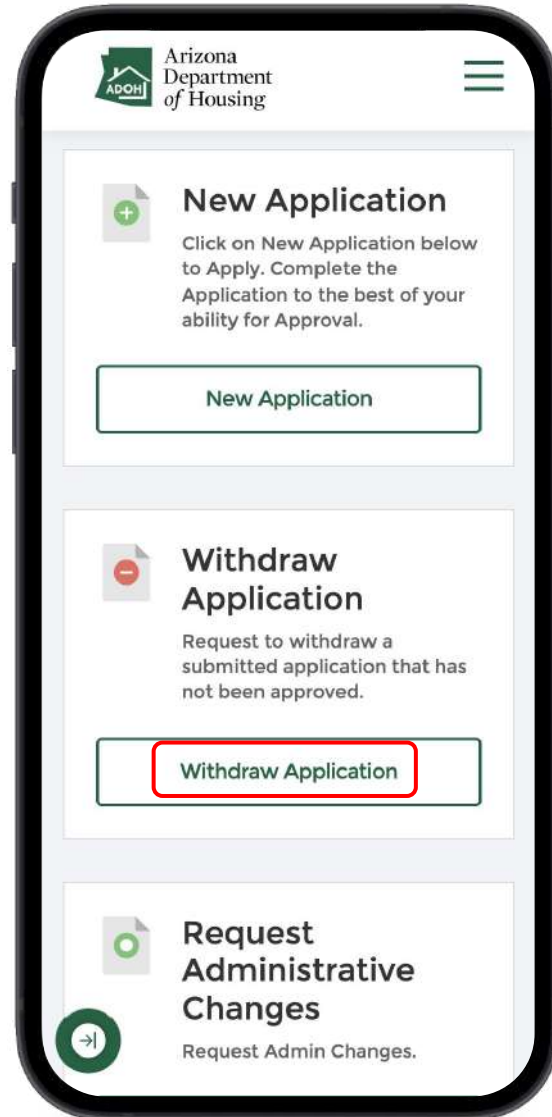 Arizona
Department
of Housing
ADOH
New Application
Click on New Application below
to Apply. Complete the
Application to the best of your
ability for Approval.
New Application
Withdraw
Application
Request to withdraw a
submitted application that has
not been approved.
Withdraw Application
Request
Administrative
Changes
Request Admin Changes.